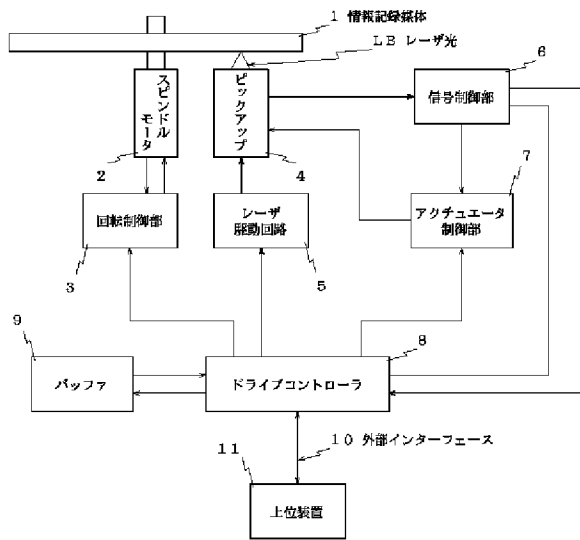 1 情報記録媒体
LB レーザ光
スピンドル
モータ
ピックアップ
信号制御部
6
2
4
7
回転制御部
レーザ
駆動回路
アクチュエータ
制御部
3
5
9
8
バッファ
ドライブコントローラ
10 外部インターフェース
11
上位装置